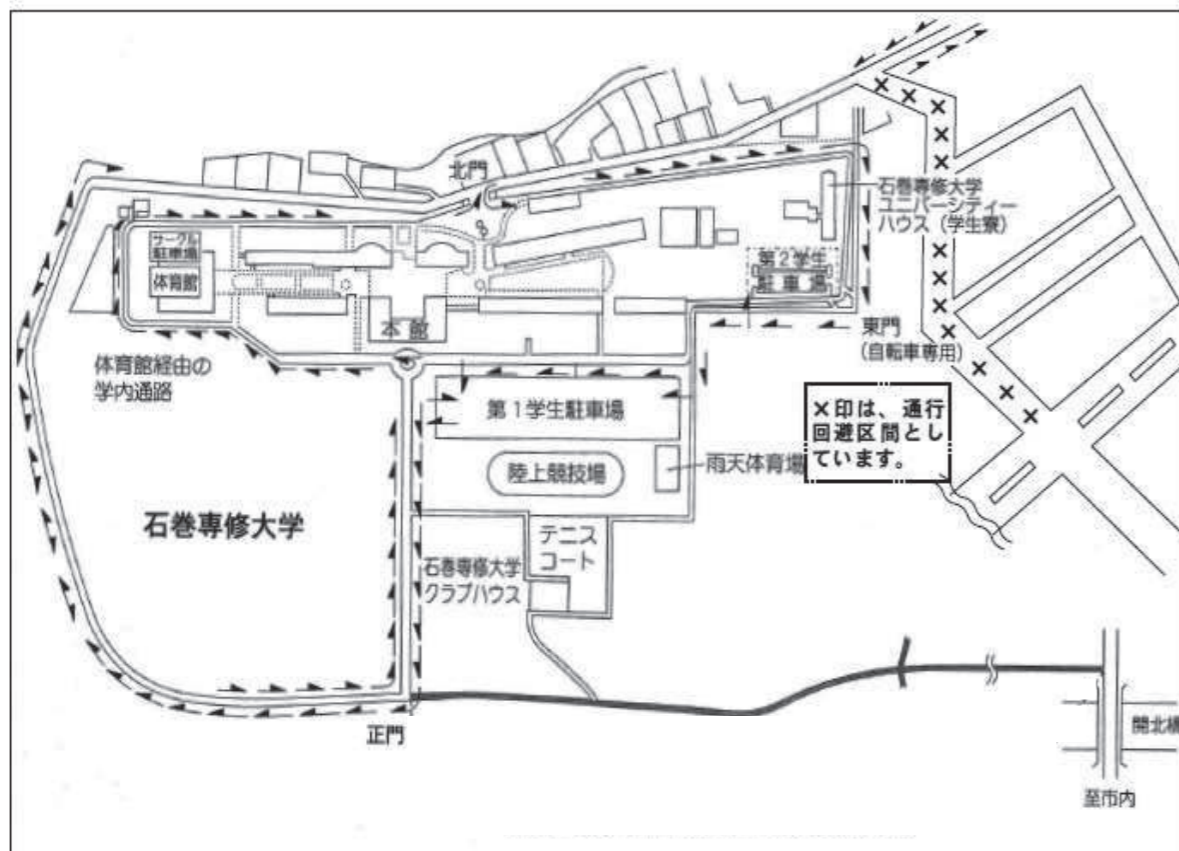 北門
石巻専修大学
ユニバーシティー
ハウス（学生寮）
サークル
駐車場
体育館
第2学生
駐車場
本館
東門
（自転車専用）
体育館経由の
学内通路
第1学生駐車場
×印は、通行
回避区間とし
ています。
陸上競技場
雨天体育場
石巻専修大学
テニス
コート
石巻専修大学
クラブハウス
正門
開北橋
至市内